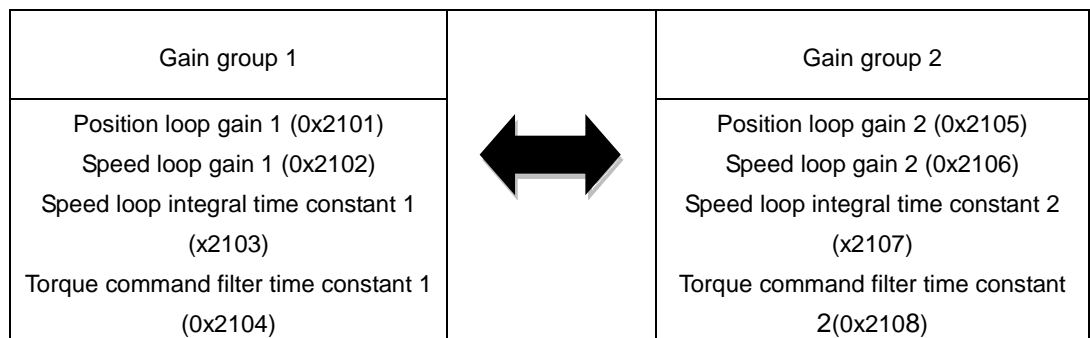 Gain group 1
Position loop gain 1 (0x2101)
Speed loop gain 1 (0x2102)
Speed loop integral time constant 1
(x2103)
Torque command filter time constant 1
(0x2104)
Gain group 2
Position loop gain 2 (0x2105)
Speed loop gain 2 (0x2106)
Speed loop integral time constant 2
(x2107)
Torque command filter time constant
2(0x2108)